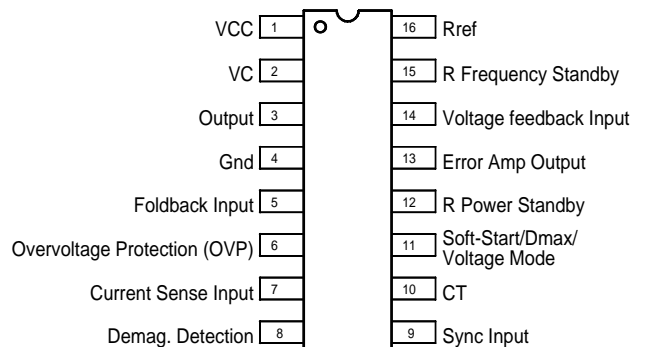 VCC 1 16 Rref
VC 2 15 R Frequency Standby
Output 3 14 Voltage feedback Input
Gnd 4 13 Error Amp Output
Foldback Input 5 12 R Power Standby
Overvoltage Protection (OVP) 6 11 Soft-Start/Dmax/
Voltage Mode
Current Sense Input 7 10 CT
Demag. Detection 8 9 Sync Input